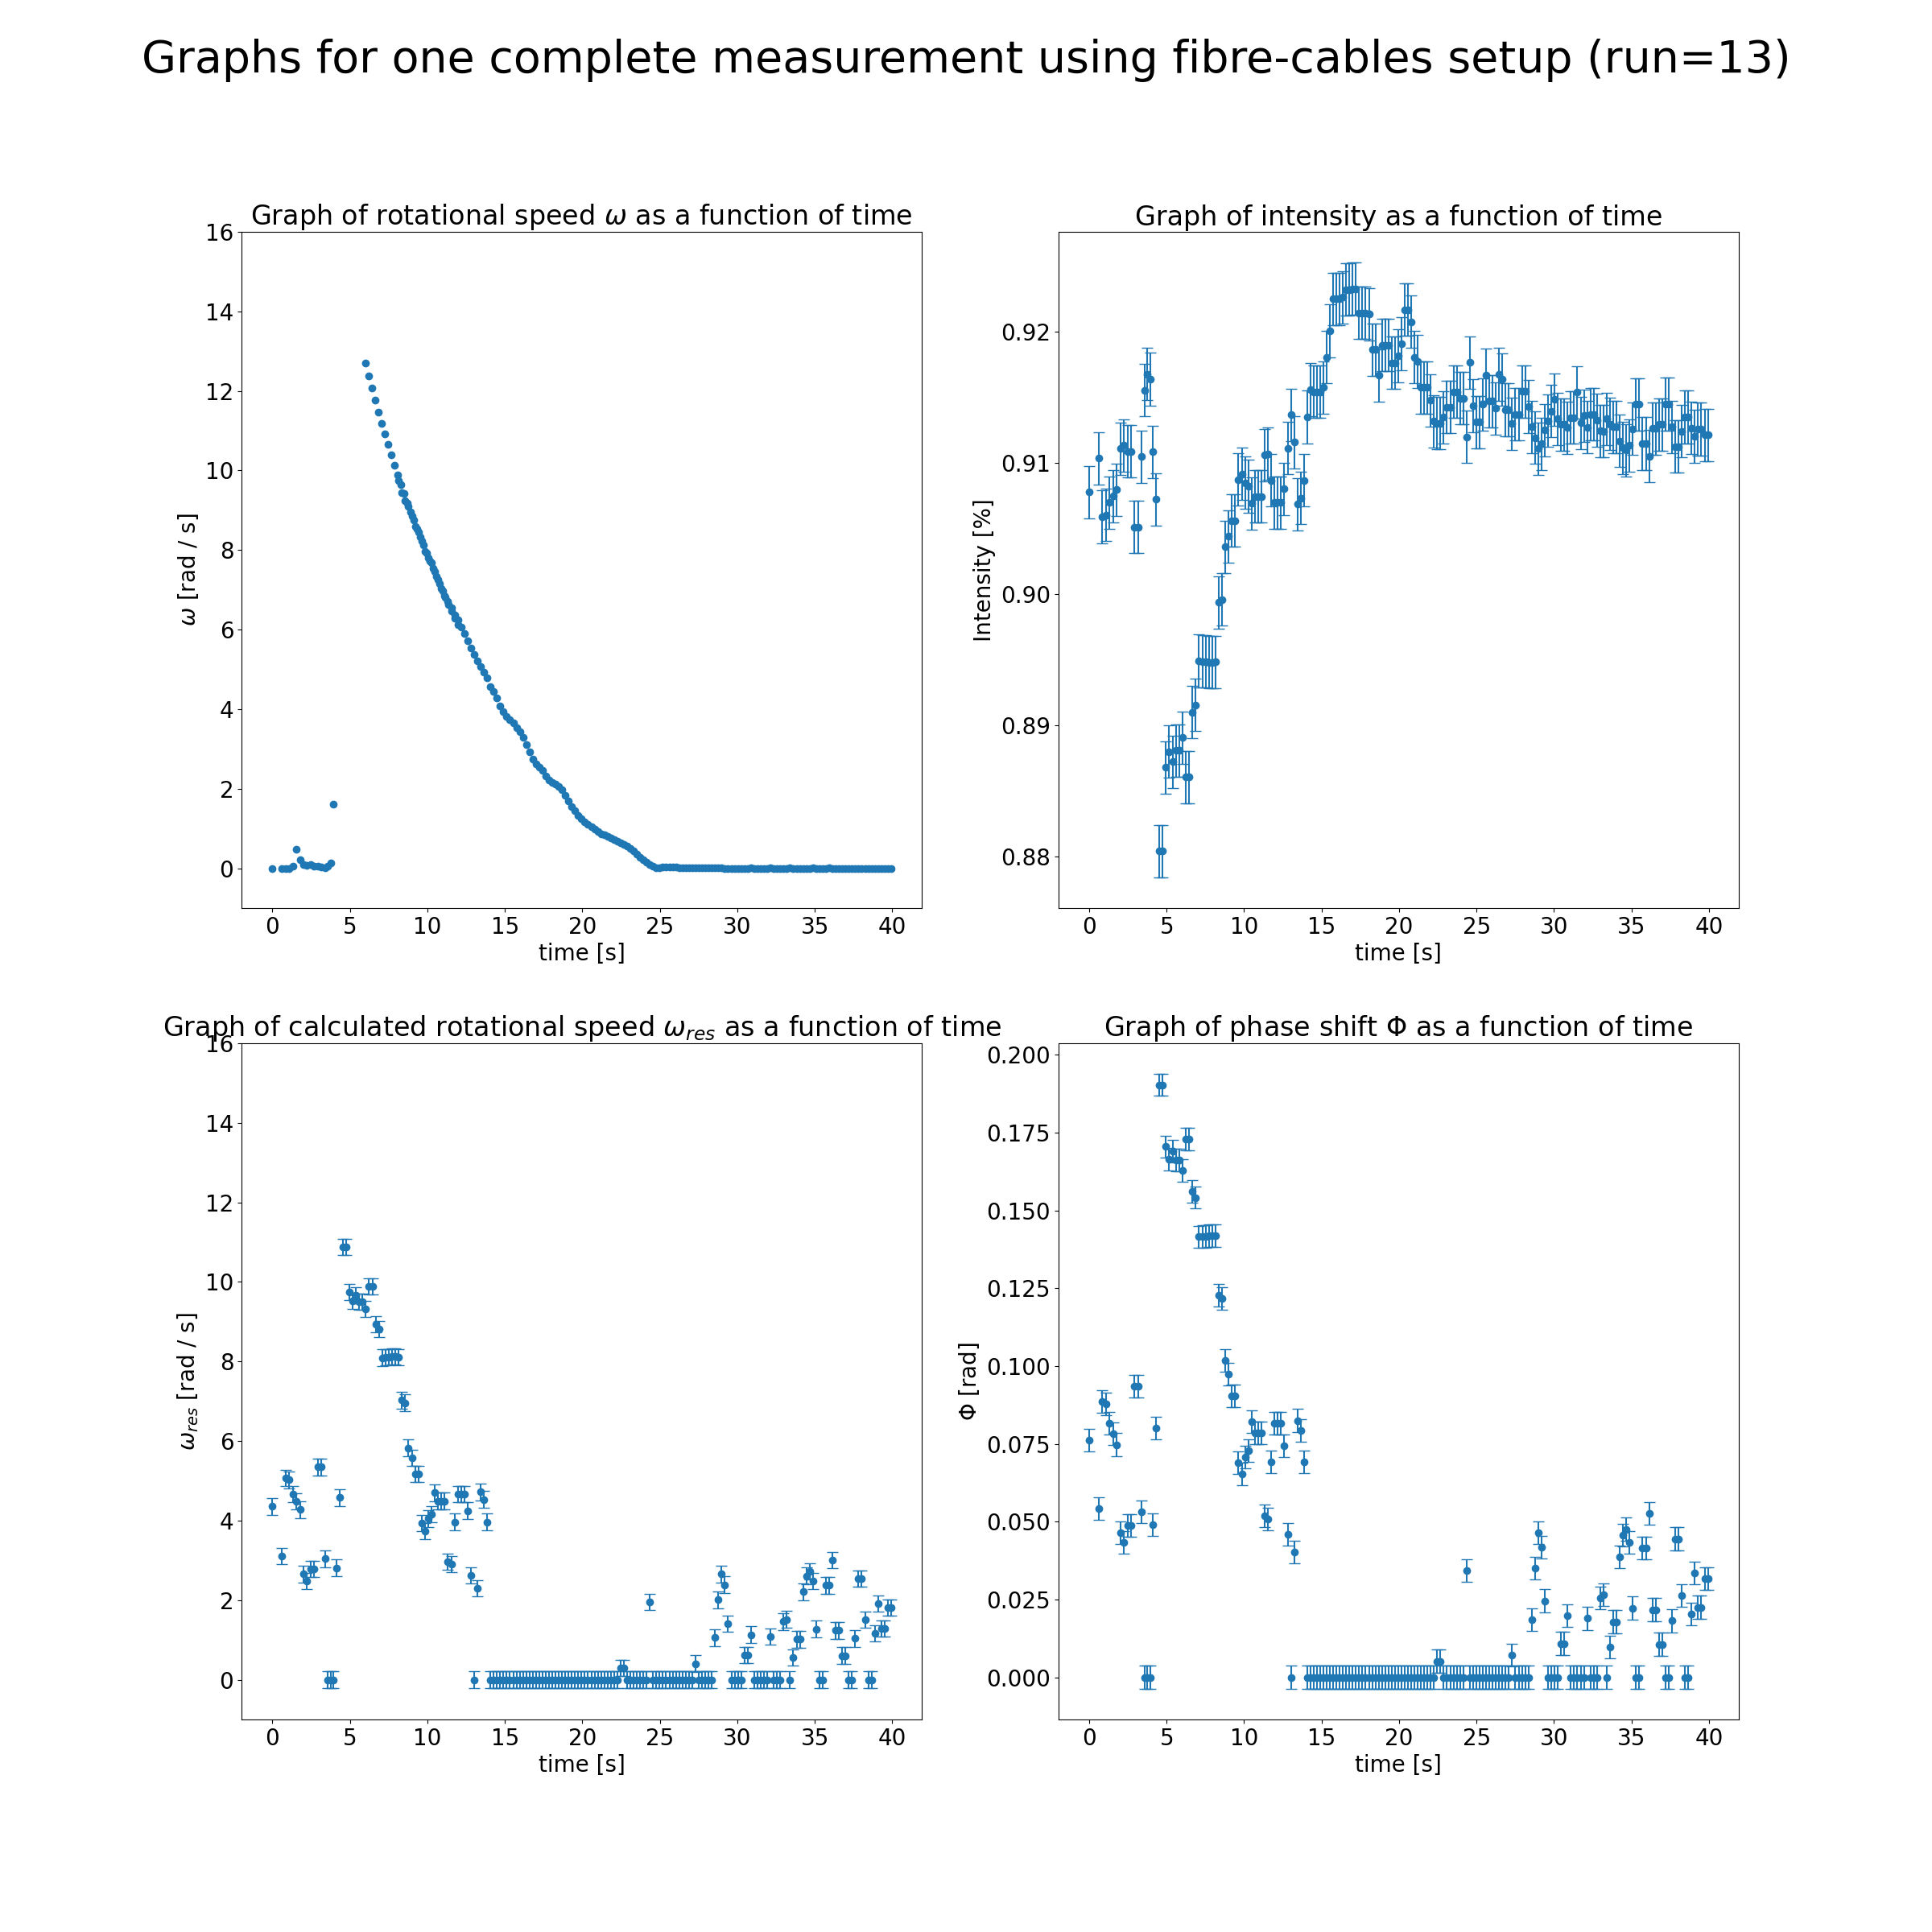 Graphs for one complete measurement using fibre-cables setup (run=13)
Graph of rotational speed ω as a function of time
16
14
12
10
8
6
4
2
0
ω [rad / s]
0 5 10 15 20 25 30 35 40
time [s]
Graph of intensity as a function of time
0.92
0.91
0.90
0.89
0.88
Intensity [%]
0 5 10 15 20 25 30 35 40
time [s]
Graph of calculated rotational speed ω_res as a function of time
16
14
12
10
8
6
4
2
0
ω_res [rad / s]
0 5 10 15 20 25 30 35 40
time [s]
Graph of phase shift Φ as a function of time
0.200
0.175
0.150
0.125
0.100
0.075
0.050
0.025
0.000
Φ [rad]
0 5 10 15 20 25 30 35 40
time [s]